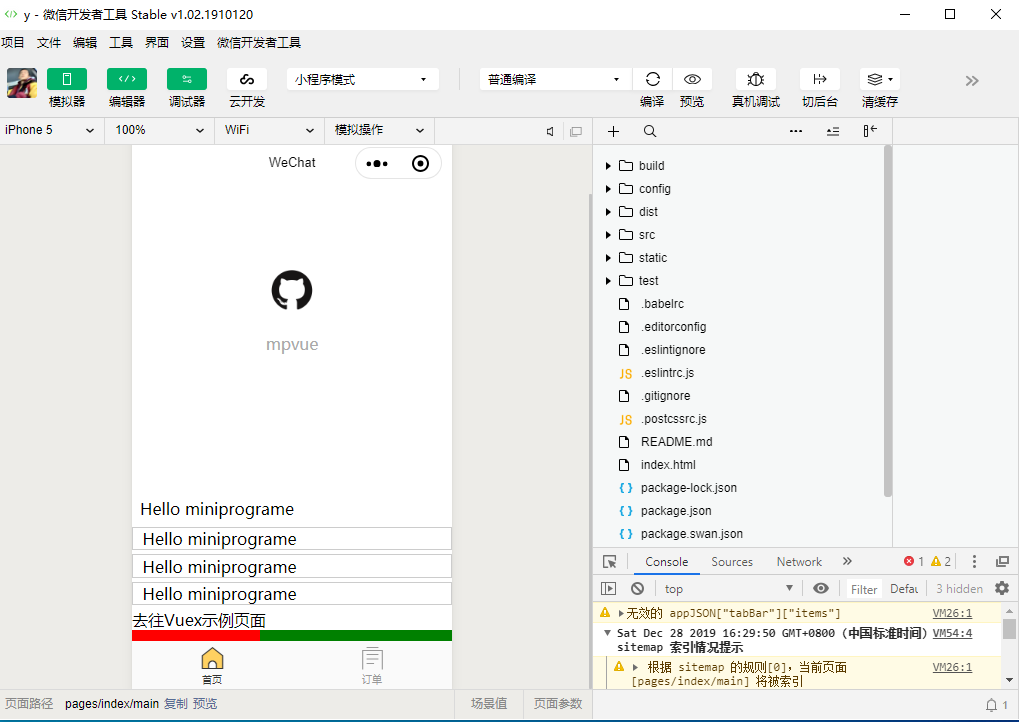 y - 微信开发者工具 Stable v1.02.1910120
项目 文件 编辑 工具 界面 设置 微信开发者工具
小程序模式 普通编译
模拟器 编辑器 调试器 云开发 编译 预览 真机调试 切后台 清缓存
iPhone 5 100% WiFi 模拟操作
WeChat
mpvue
Hello miniprograme
Hello miniprograme
Hello miniprograme
Hello miniprograme
去往Vuex示例页面
首页 订单
build
config
dist
src
static
test
.babelrc
.editorconfig
.eslintignore
JS .eslintrc.js
.gitignore
JS .postcssrc.js
README.md
index.html
{ } package-lock.json
{ } package.json
{ } package.swan.json
Console Sources Network 1 2
top Filter Defau 3 hidden
无效的 appJSON["tabBar"]["items"] VM26:1
Sat Dec 28 2019 16:29:50 GMT+0800 (中国标准时间) VM54:4
sitemap 索引情况提示
根据 sitemap 的规则[0]，当前页面 VM26:1
[pages/index/main] 将被索引
页面路径 pages/index/main 复制 预览 场景值 页面参数 1